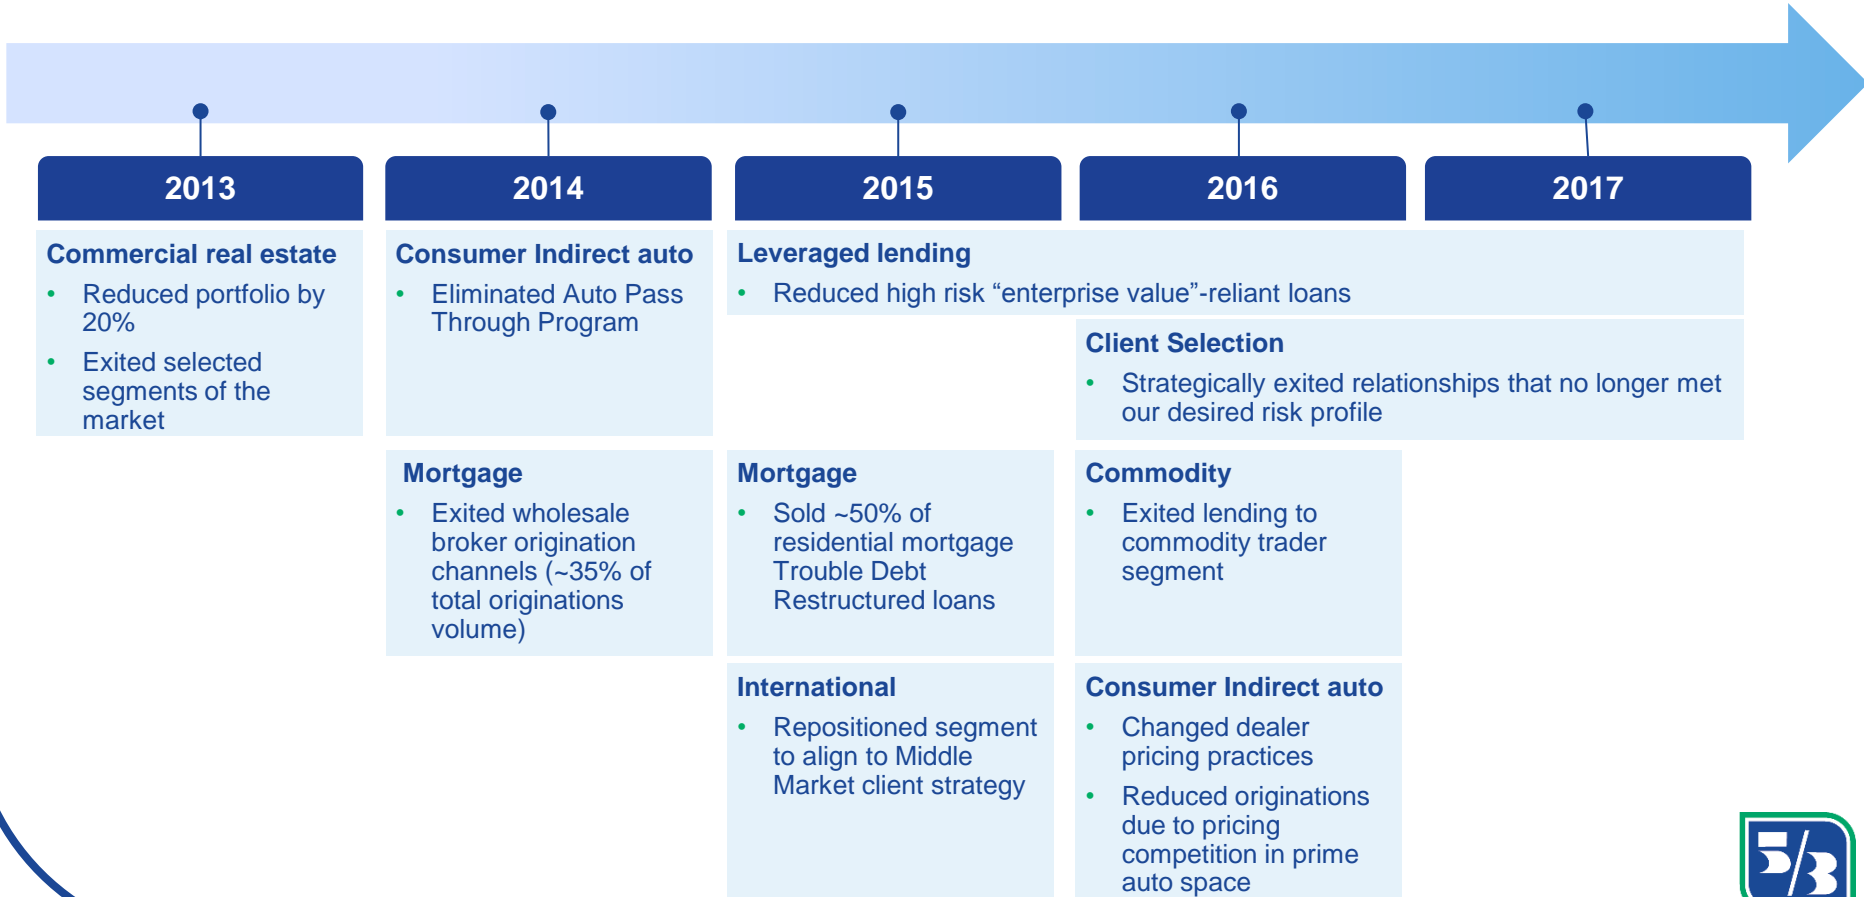 2013
2014
2015
2016
2017
Commercial real estate
• Reduced portfolio by
20%
• Exited selected
segments of the
market
Consumer Indirect auto
• Eliminated Auto Pass
Through Program
Leveraged lending
• Reduced high risk “enterprise value”-reliant loans
Client Selection
• Strategically exited relationships that no longer met
our desired risk profile
Mortgage
• Exited wholesale
broker origination
channels (~35% of
total originations
volume)
Mortgage
• Sold ~50% of
residential mortgage
Trouble Debt
Restructured loans
Commodity
• Exited lending to
commodity trader
segment
International
• Repositioned segment
to align to Middle
Market client strategy
Consumer Indirect auto
• Changed dealer
pricing practices
• Reduced originations
due to pricing
competition in prime
auto space
5/3